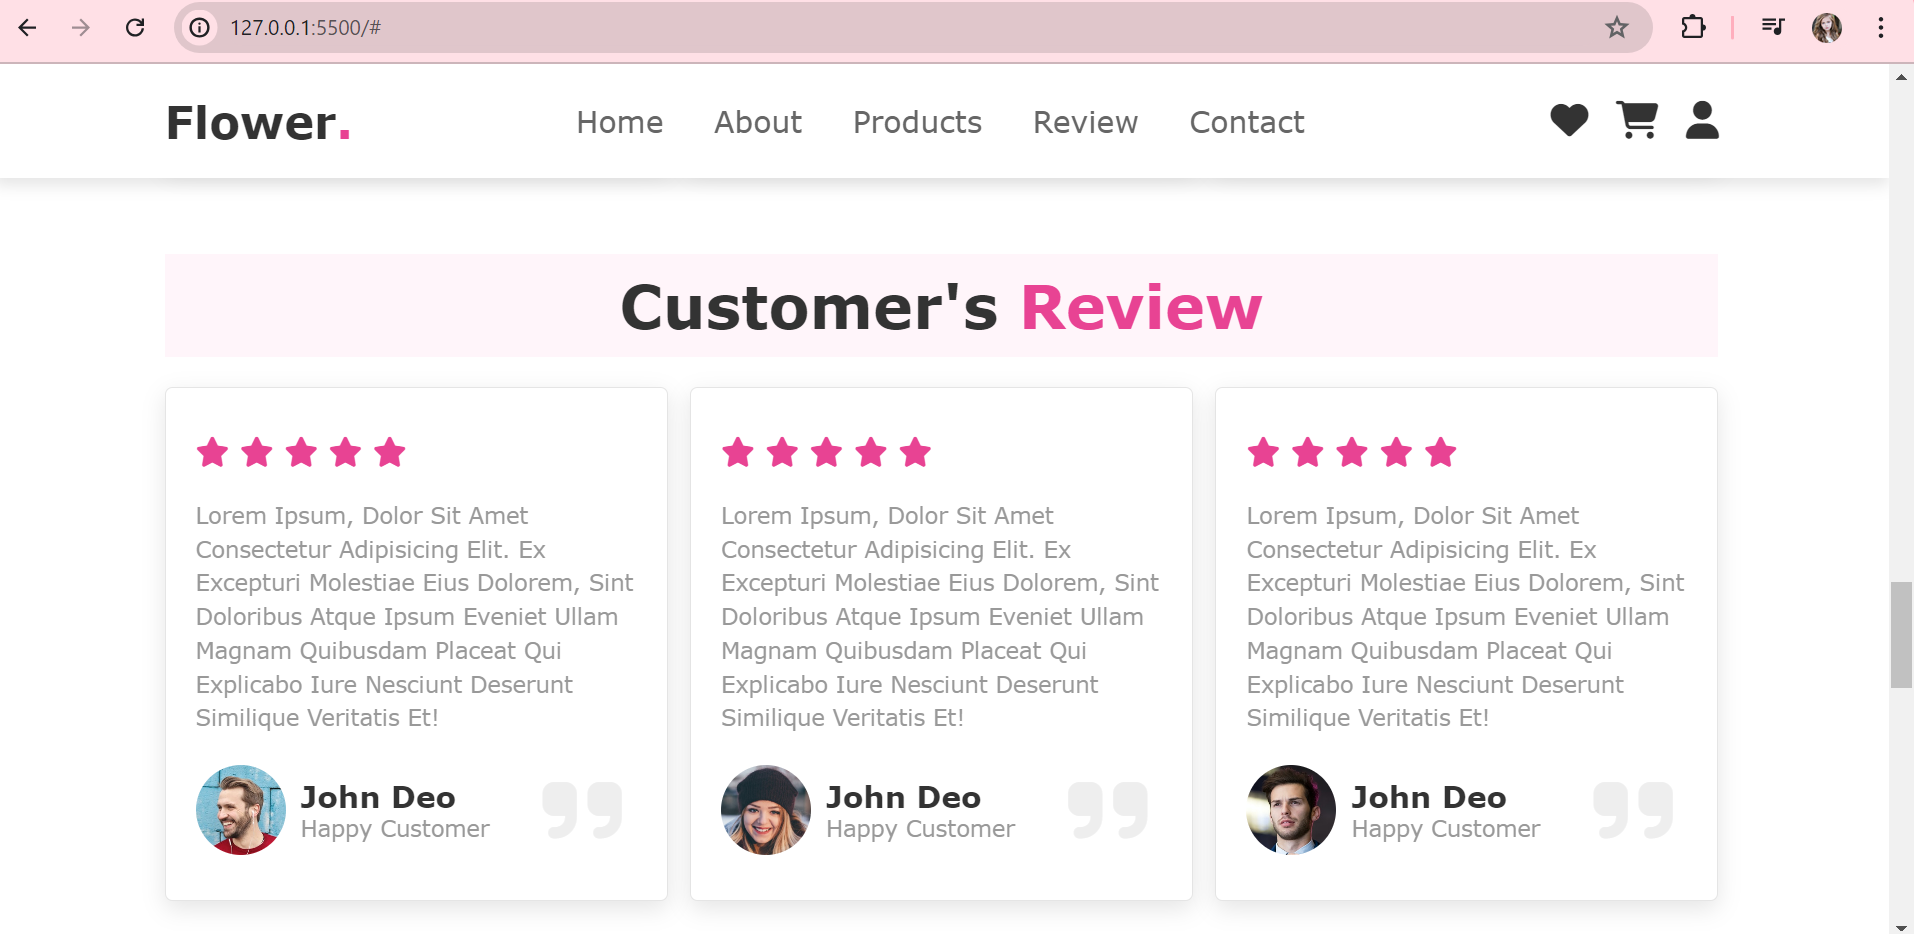 127.0.0.1:5500/#
Flower.
Home About Products Review Contact
Customer's Review
Lorem Ipsum, Dolor Sit Amet
Consectetur Adipisicing Elit. Ex
Excepturi Molestiae Eius Dolorem, Sint
Doloribus Atque Ipsum Eveniet Ullam
Magnam Quibusdam Placeat Qui
Explicabo Iure Nesciunt Deserunt
Similique Veritatis Et!
John Deo
Happy Customer
Lorem Ipsum, Dolor Sit Amet
Consectetur Adipisicing Elit. Ex
Excepturi Molestiae Eius Dolorem, Sint
Doloribus Atque Ipsum Eveniet Ullam
Magnam Quibusdam Placeat Qui
Explicabo Iure Nesciunt Deserunt
Similique Veritatis Et!
John Deo
Happy Customer
Lorem Ipsum, Dolor Sit Amet
Consectetur Adipisicing Elit. Ex
Excepturi Molestiae Eius Dolorem, Sint
Doloribus Atque Ipsum Eveniet Ullam
Magnam Quibusdam Placeat Qui
Explicabo Iure Nesciunt Deserunt
Similique Veritatis Et!
John Deo
Happy Customer